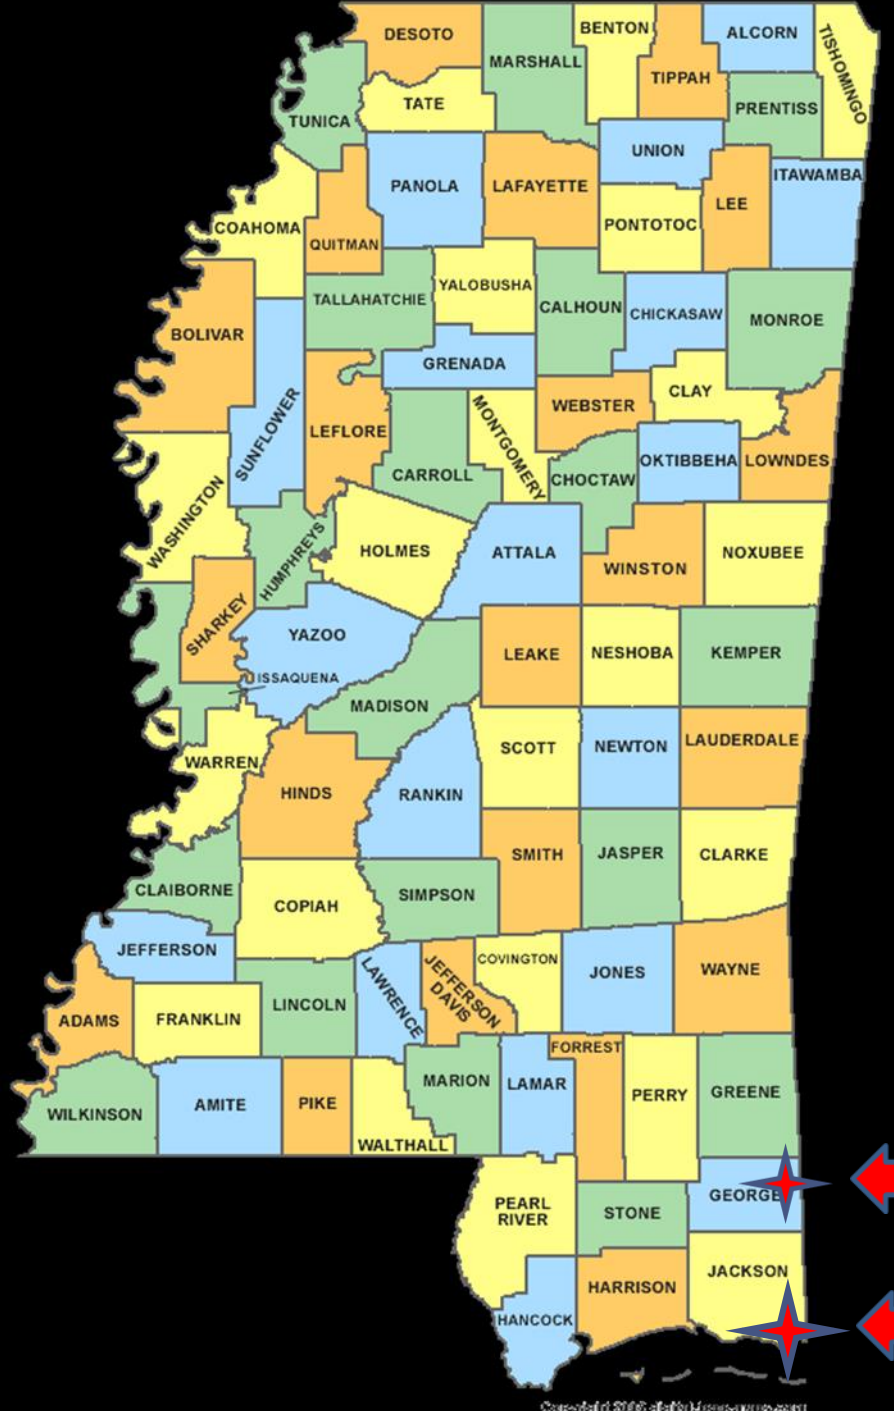 DESOTO
BENTON
ALCORN
TISHOMINGO
MARSHALL
TIPPAH
TATE
PRENTISS
TUNICA
UNION
ITAWAMBA
PANOLA
LAFAYETTE
LEE
COAHOMA
PONTOTOC
QUITMAN
YALOBUSHA
TALLAHATCHIE
CALHOUN
CHICKASAW
MONROE
BOLIVAR
GRENADA
CLAY
WEBSTER
SUNFLOWER
LEFLORE
MONTGOMERY
OKTIBBEHA
LOWNDES
CARROLL
CHOCTAW
WASHINGTON
HUMPHREYS
HOLMES
ATTALA
NOXUBEE
WINSTON
SHARKEY
YAZOO
LEAKE
NESHOBA
KEMPER
ISSAQUENA
MADISON
SCOTT
NEWTON
LAUDERDALE
WARREN
HINDS
RANKIN
SMITH
JASPER
CLARKE
CLAIBORNE
SIMPSON
COPIAH
JEFFERSON
LAWRENCE
JEFFERSON
DAVIS
COVINGTON
JONES
WAYNE
LINCOLN
ADAMS
FRANKLIN
FORREST
MARION
LAMAR
PERRY
GREENE
WILKINSON
AMITE
PIKE
WALTHALL
GEORGE
PEARL
RIVER
STONE
JACKSON
HARRISON
HANCOCK